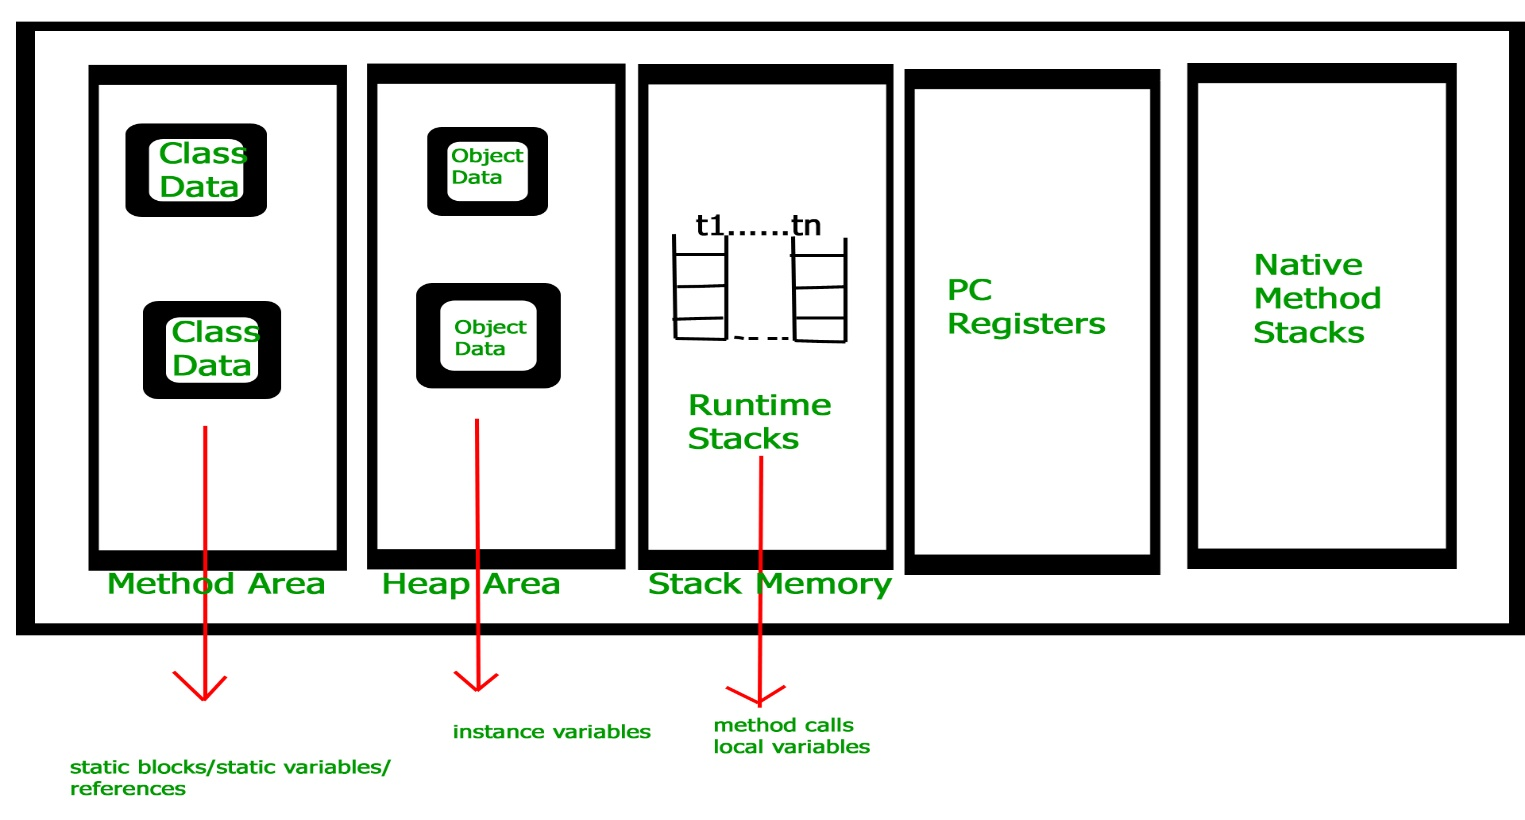 Class
Data
Class
Data
Method Area
static blocks/static variables/
references
Object
Data
Object
Data
Heap Area
instance variables
t1......tn
Runtime
Stacks
Stack Memory
method calls
local variables
PC
Registers
Native
Method
Stacks